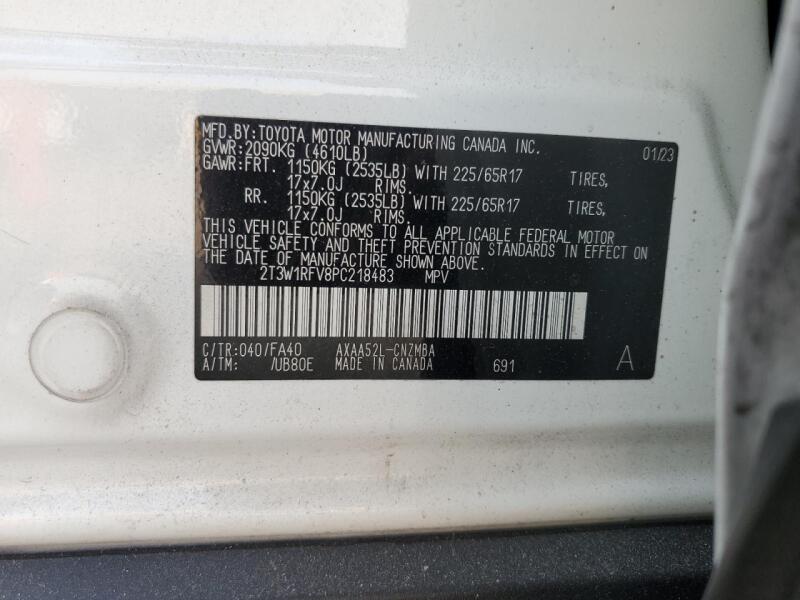 MFD.BY:TOYOTA MOTOR MANUFACTURING CANADA INC. 01/23
GVWR:2090KG (4610LB)
GAWR:FRT. 1150KG (2535LB) WITH 225/65R17 TIRES,
17x7.0J RIMS.
RR. 1150KG (2535LB) WITH 225/65R17 TIRES,
17x7.0J RIMS.
THIS VEHICLE CONFORMS TO ALL APPLICABLE FEDERAL MOTOR
VEHICLE SAFETY AND THEFT PREVENTION STANDARDS IN EFFECT ON
THE DATE OF MANUFACTURE SHOWN ABOVE.
2T3W1RFV8PC218483 MPV
C/TR:040/FA40 AXAA52L-CNZMBA
A/TM: /UB80E MADE IN CANADA 691 A